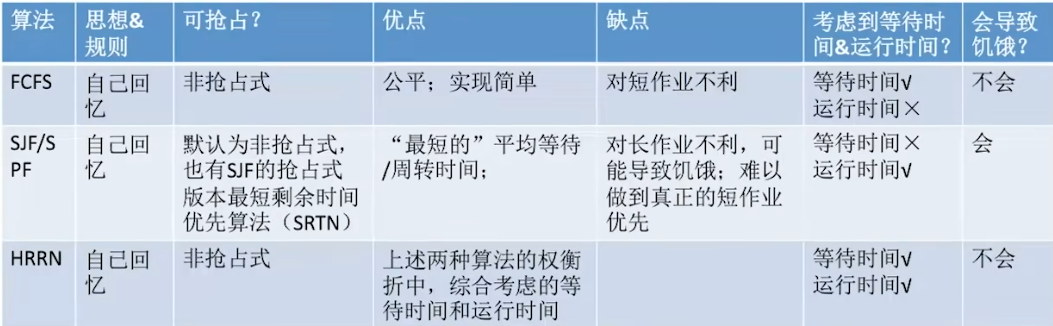 算法
思想&
规则
可抢占？
优点
缺点
考虑到等待时
间&运行时间？
会导致
饥饿？
FCFS
自己回
忆
非抢占式
公平；实现简单
对短作业不利
等待时间√
运行时间×
不会
SJF/S
PF
自己回
忆
默认为非抢占式，
也有SJF的抢占式
版本最短剩余时间
优先算法（SRTN）
“最短的”平均等待
/周转时间；
对长作业不利，可
能导致饥饿；难以
做到真正的短作业
优先
等待时间×
运行时间√
会
HRRN
自己回
忆
非抢占式
上述两种算法的权衡
折中，综合考虑的等
待时间和运行时间
等待时间√
运行时间√
不会